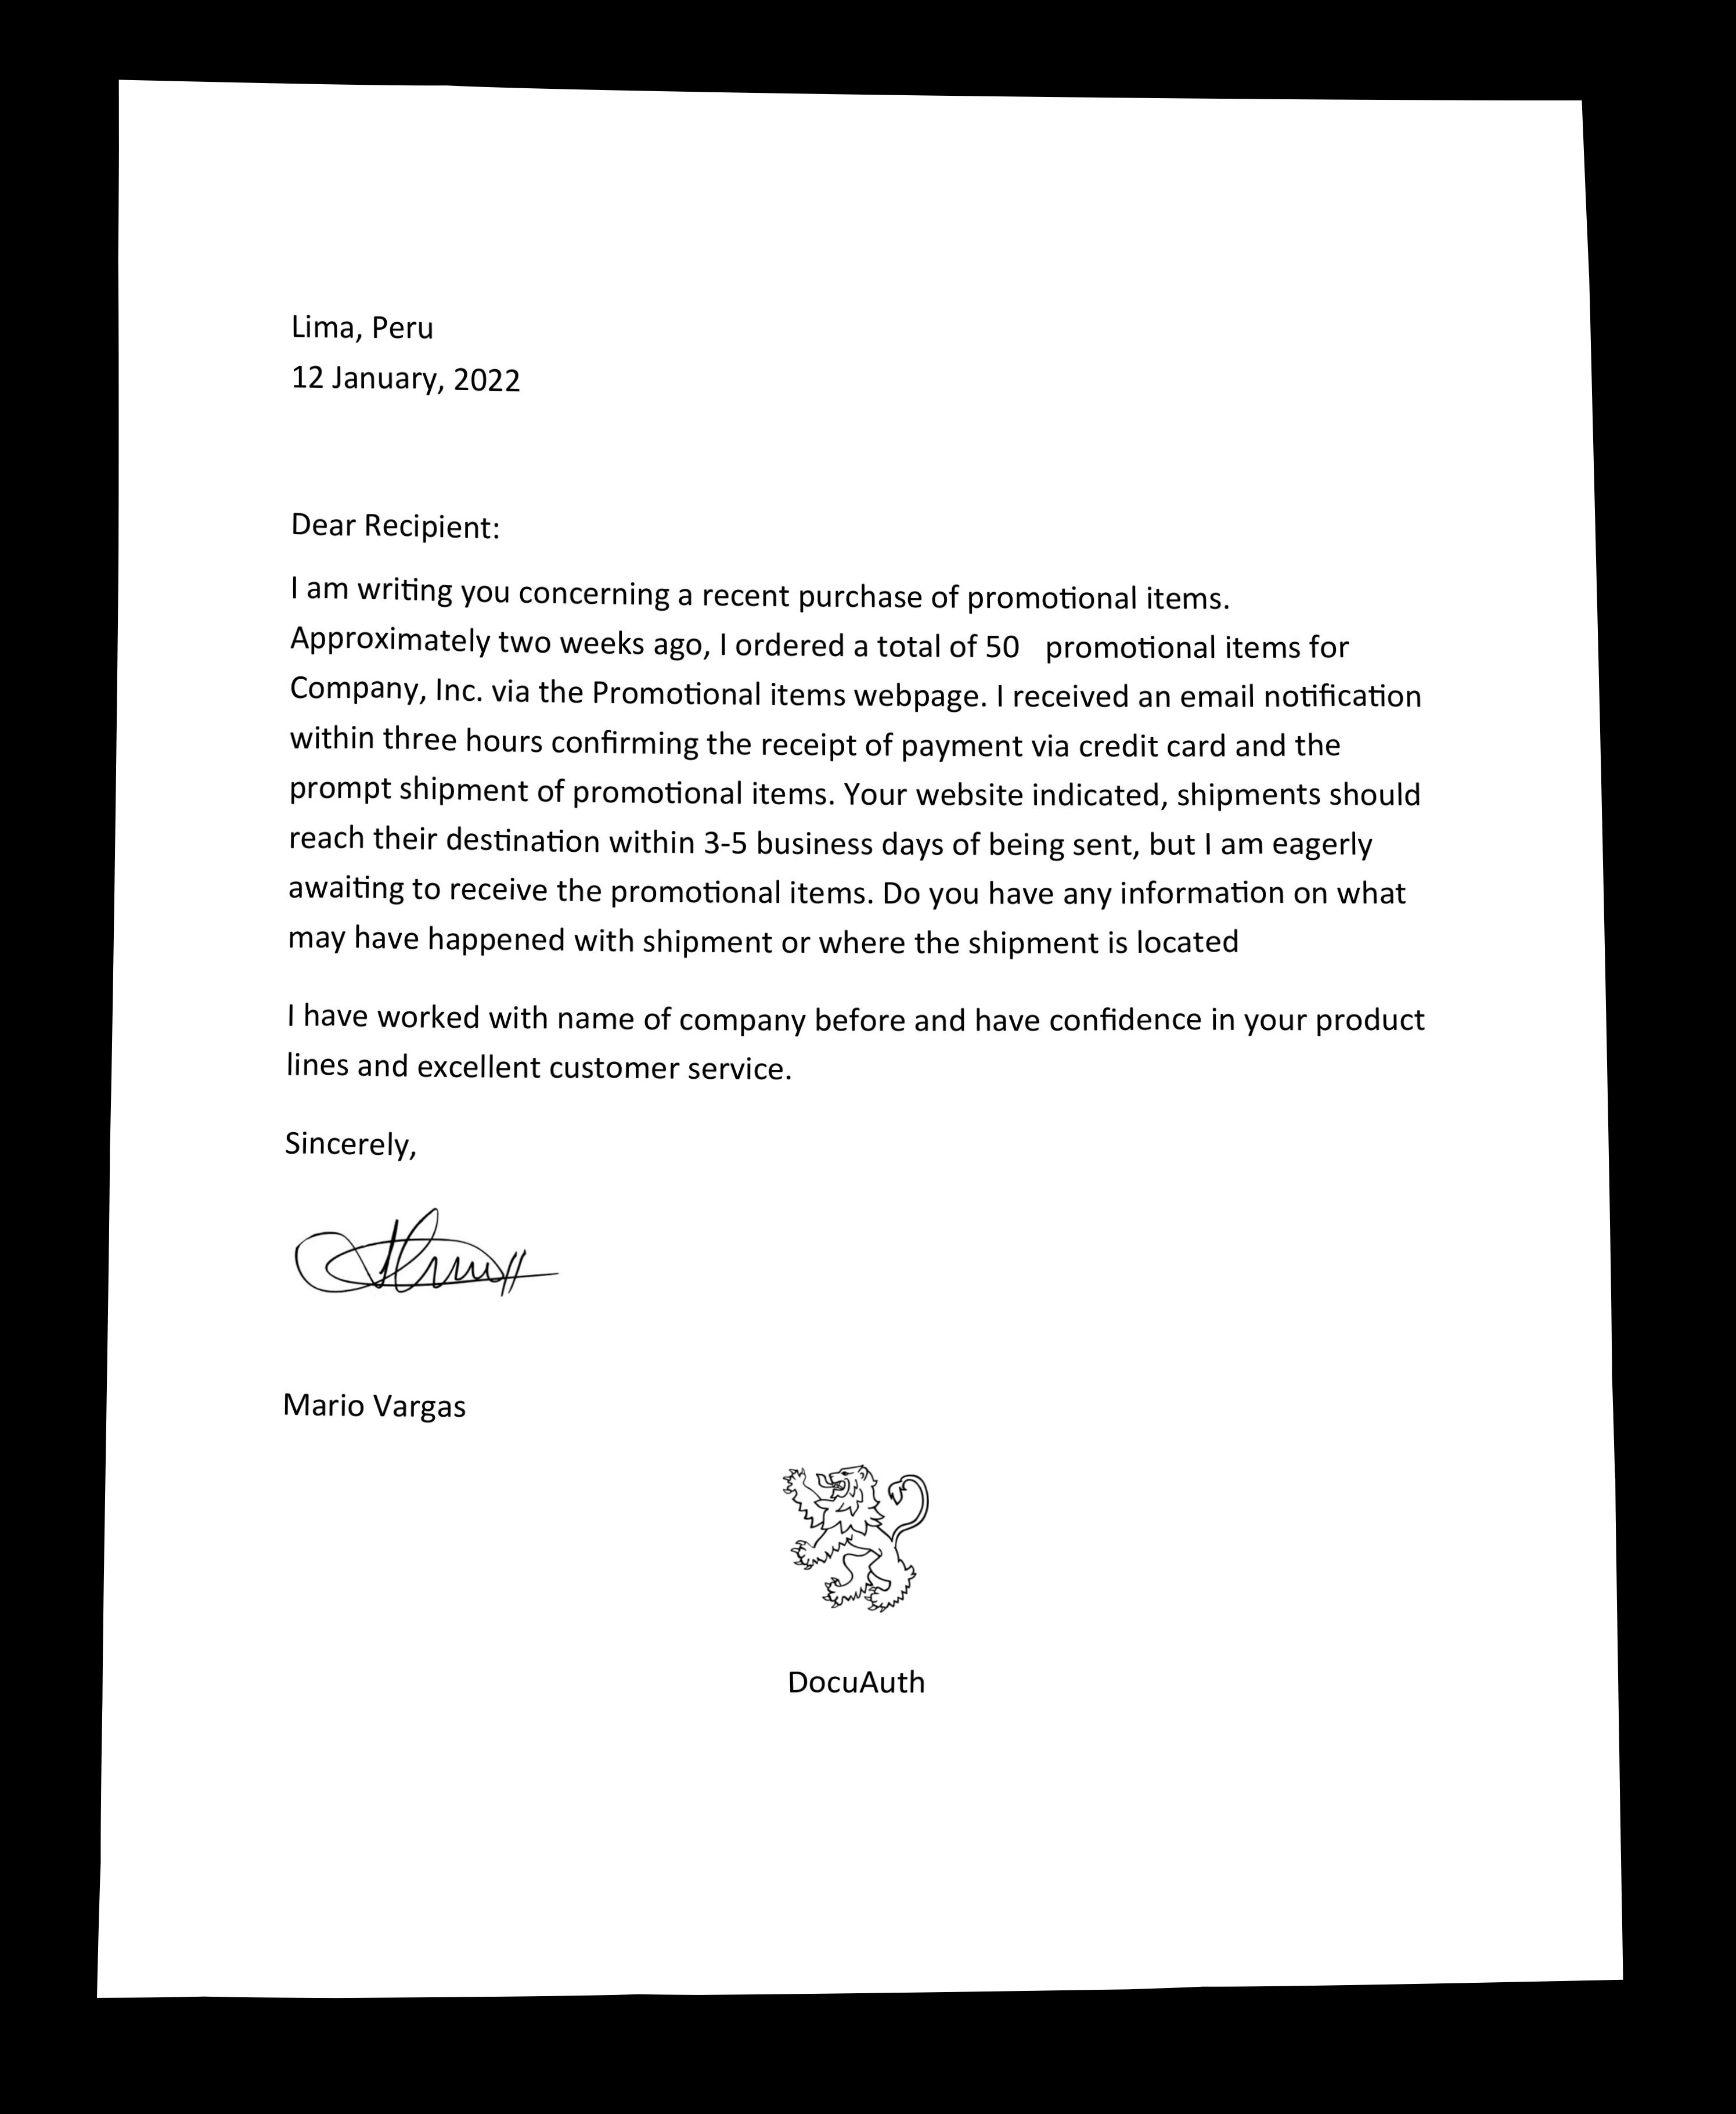 Lima, Peru
12 January, 2022
Dear Recipient:
I am writing you concerning a recent purchase of promotional items.
Approximately two weeks ago, I ordered a total of 50 promotional items for
Company, Inc. via the Promotional items webpage. I received an email notification
within three hours confirming the receipt of payment via credit card and the
prompt shipment of promotional items. Your website indicated, shipments should
reach their destination within 3-5 business days of being sent, but I am eagerly
awaiting to receive the promotional items. Do you have any information on what
may have happened with shipment or where the shipment is located
I have worked with name of company before and have confidence in your product
lines and excellent customer service.
Sincerely,
Mario Vargas
DocuAuth